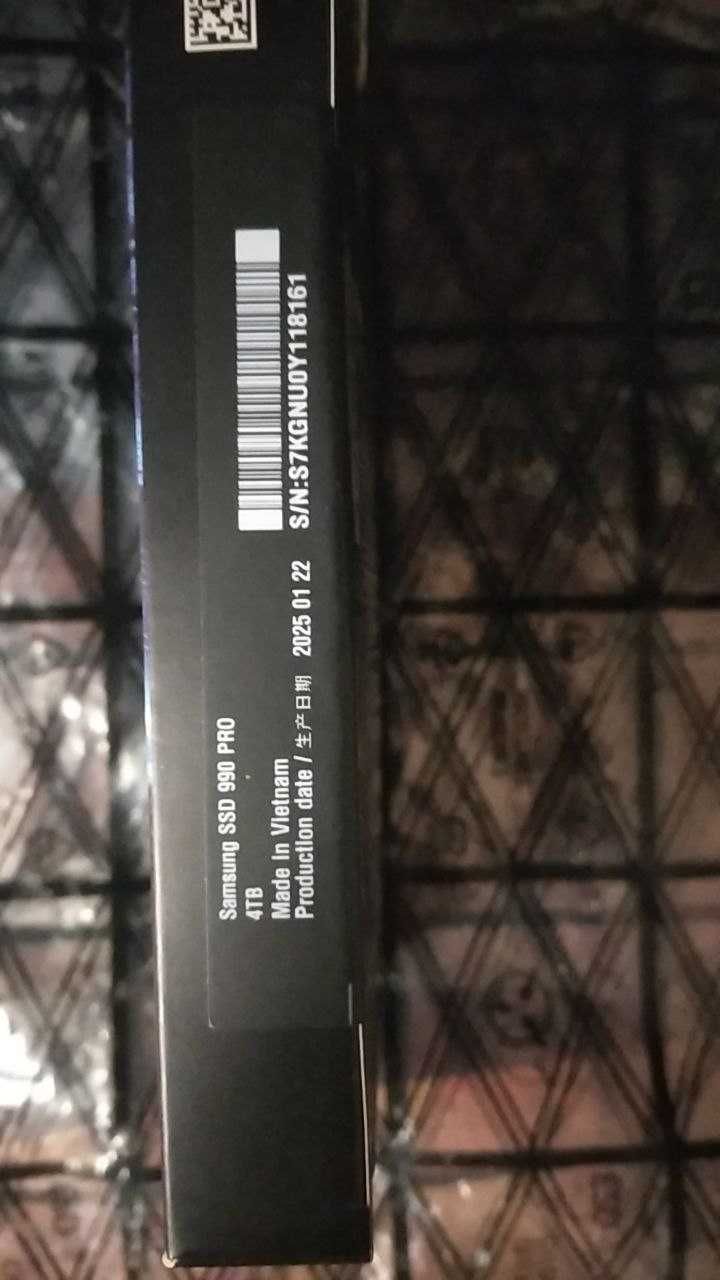 Samsung SSD 990 PRO
4TB
Made in Vietnam
Production date / 生产日期 2025 01 22 S/N:S7KGNU0Y118161